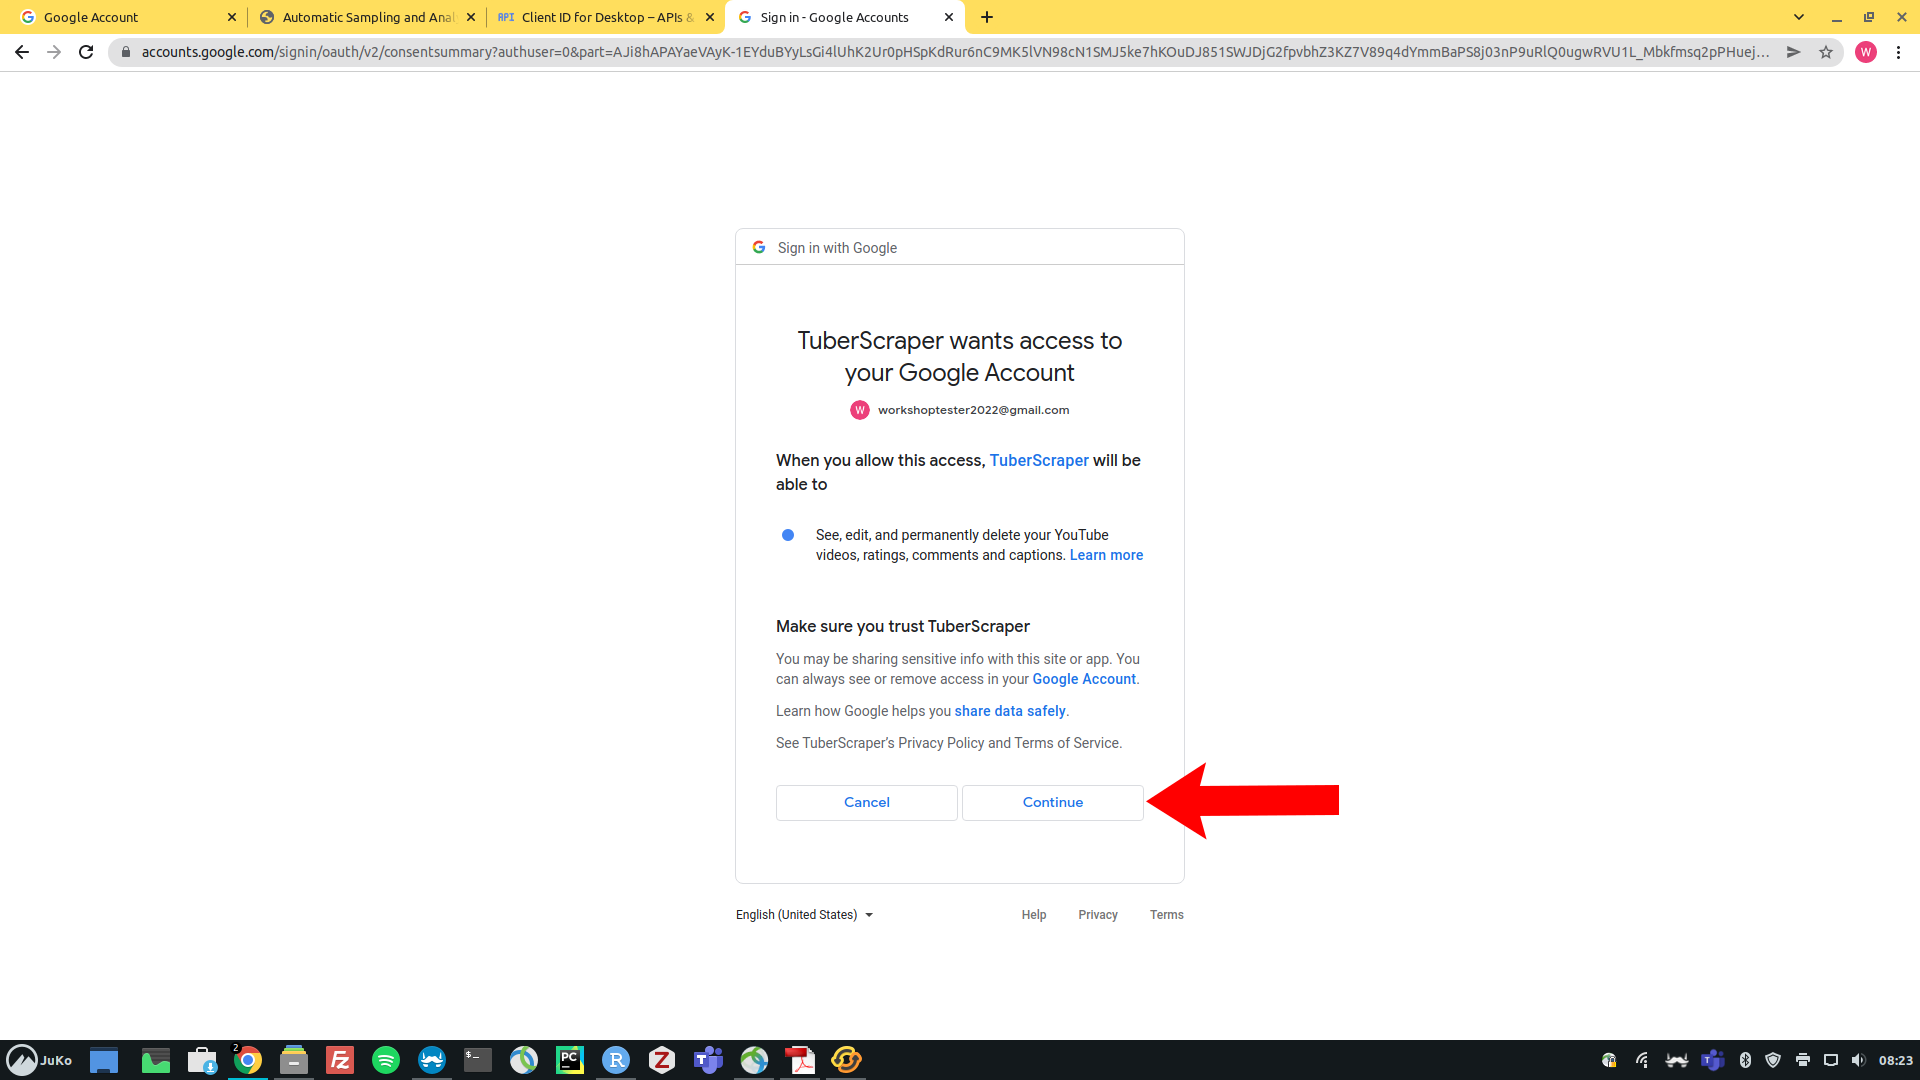 Google Account
Automatic Sampling and Anal
API Client ID for Desktop – APIs &
Sign in - Google Accounts
accounts.google.com/signin/oauth/v2/consentsummary?authuser=0&part=AJi8hAPAYaeVAyK-1EYduBYyLsGi4lUhK2Ur0pHSpKdRur6nC9MK5lVN98cN1SMJ5ke7hKOuDJ851SWJDjG2fpvbhZ3KZ7V89q4dYmmBaPS8j03nP9uRlQ0ugwRVU1L_Mbkfmsq2pPHuej...
W
Sign in with Google
TuberScraper wants access to
your Google Account
W workshoptester2022@gmail.com
When you allow this access, TuberScraper will be
able to
See, edit, and permanently delete your YouTube
videos, ratings, comments and captions. Learn more
Make sure you trust TuberScraper
You may be sharing sensitive info with this site or app. You
can always see or remove access in your Google Account.
Learn how Google helps you share data safely.
See TuberScraper’s Privacy Policy and Terms of Service.
Cancel
Continue
English (United States)
Help
Privacy
Terms
JuKo
2
FZ
$_
PC
R
Z
T
T
08:23